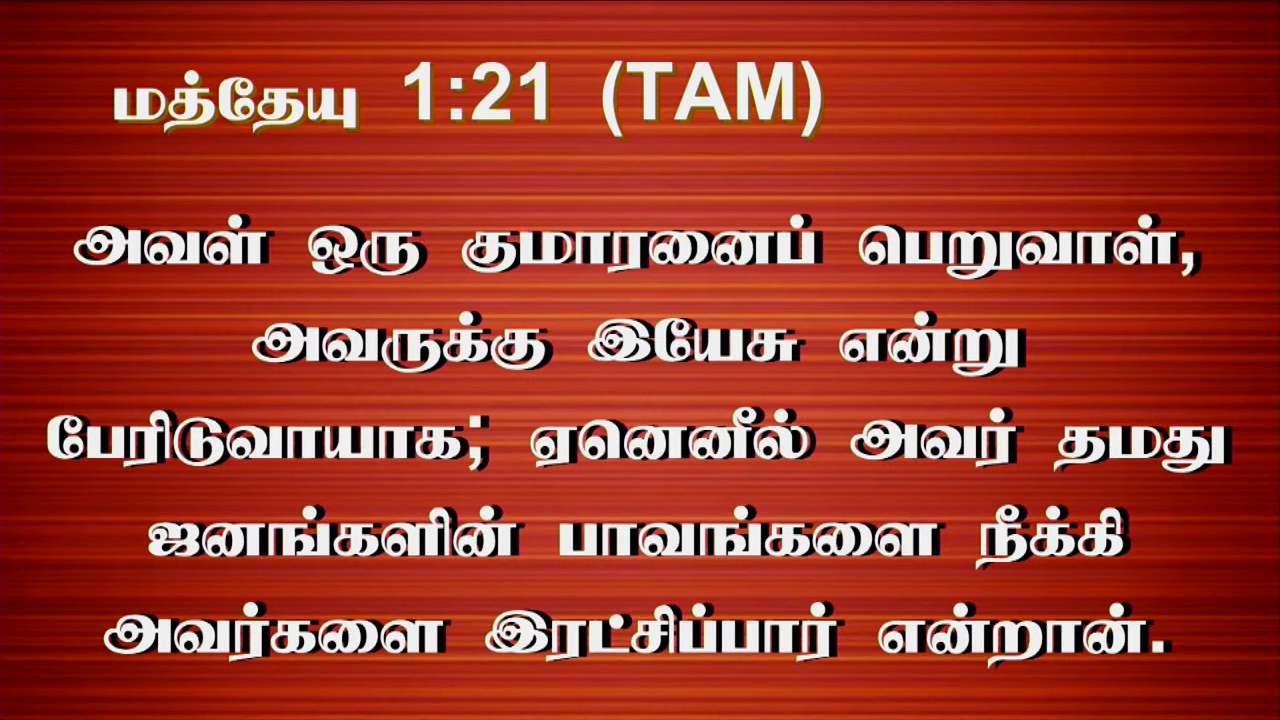 மத்தேயு 1:21 (TAM)
அவள் ஒரு குமாரனைப் பெறுவாள்,
அவருக்கு இயேசு என்று
பேரிடுவாயாக; ஏனெனில் அவர் தமது
ஜனங்களின் பாவங்களை நீக்கி
அவர்களை இரட்சிப்பார் என்றான்.